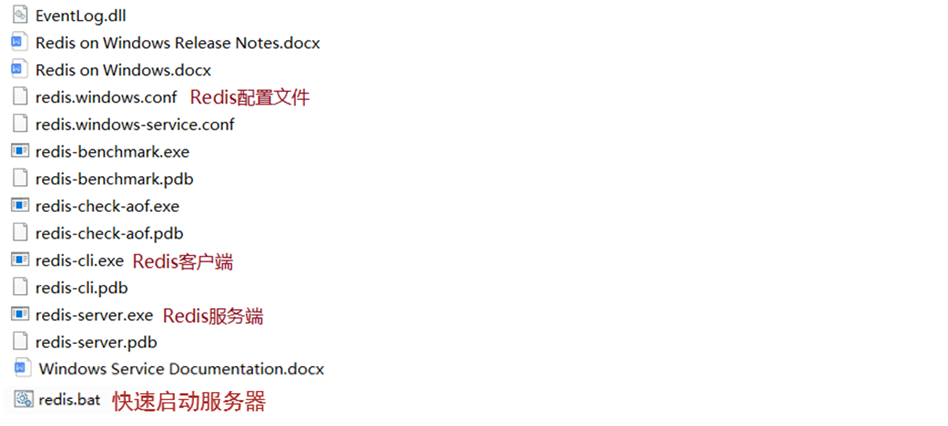 EventLog.dll
Redis on Windows Release Notes.docx
Redis on Windows.docx
redis.windows.conf Redis配置文件
redis.windows-service.conf
redis-benchmark.exe
redis-benchmark.pdb
redis-check-aof.exe
redis-check-aof.pdb
redis-cli.exe Redis客户端
redis-cli.pdb
redis-server.exe Redis服务端
redis-server.pdb
Windows Service Documentation.docx
redis.bat 快速启动服务器